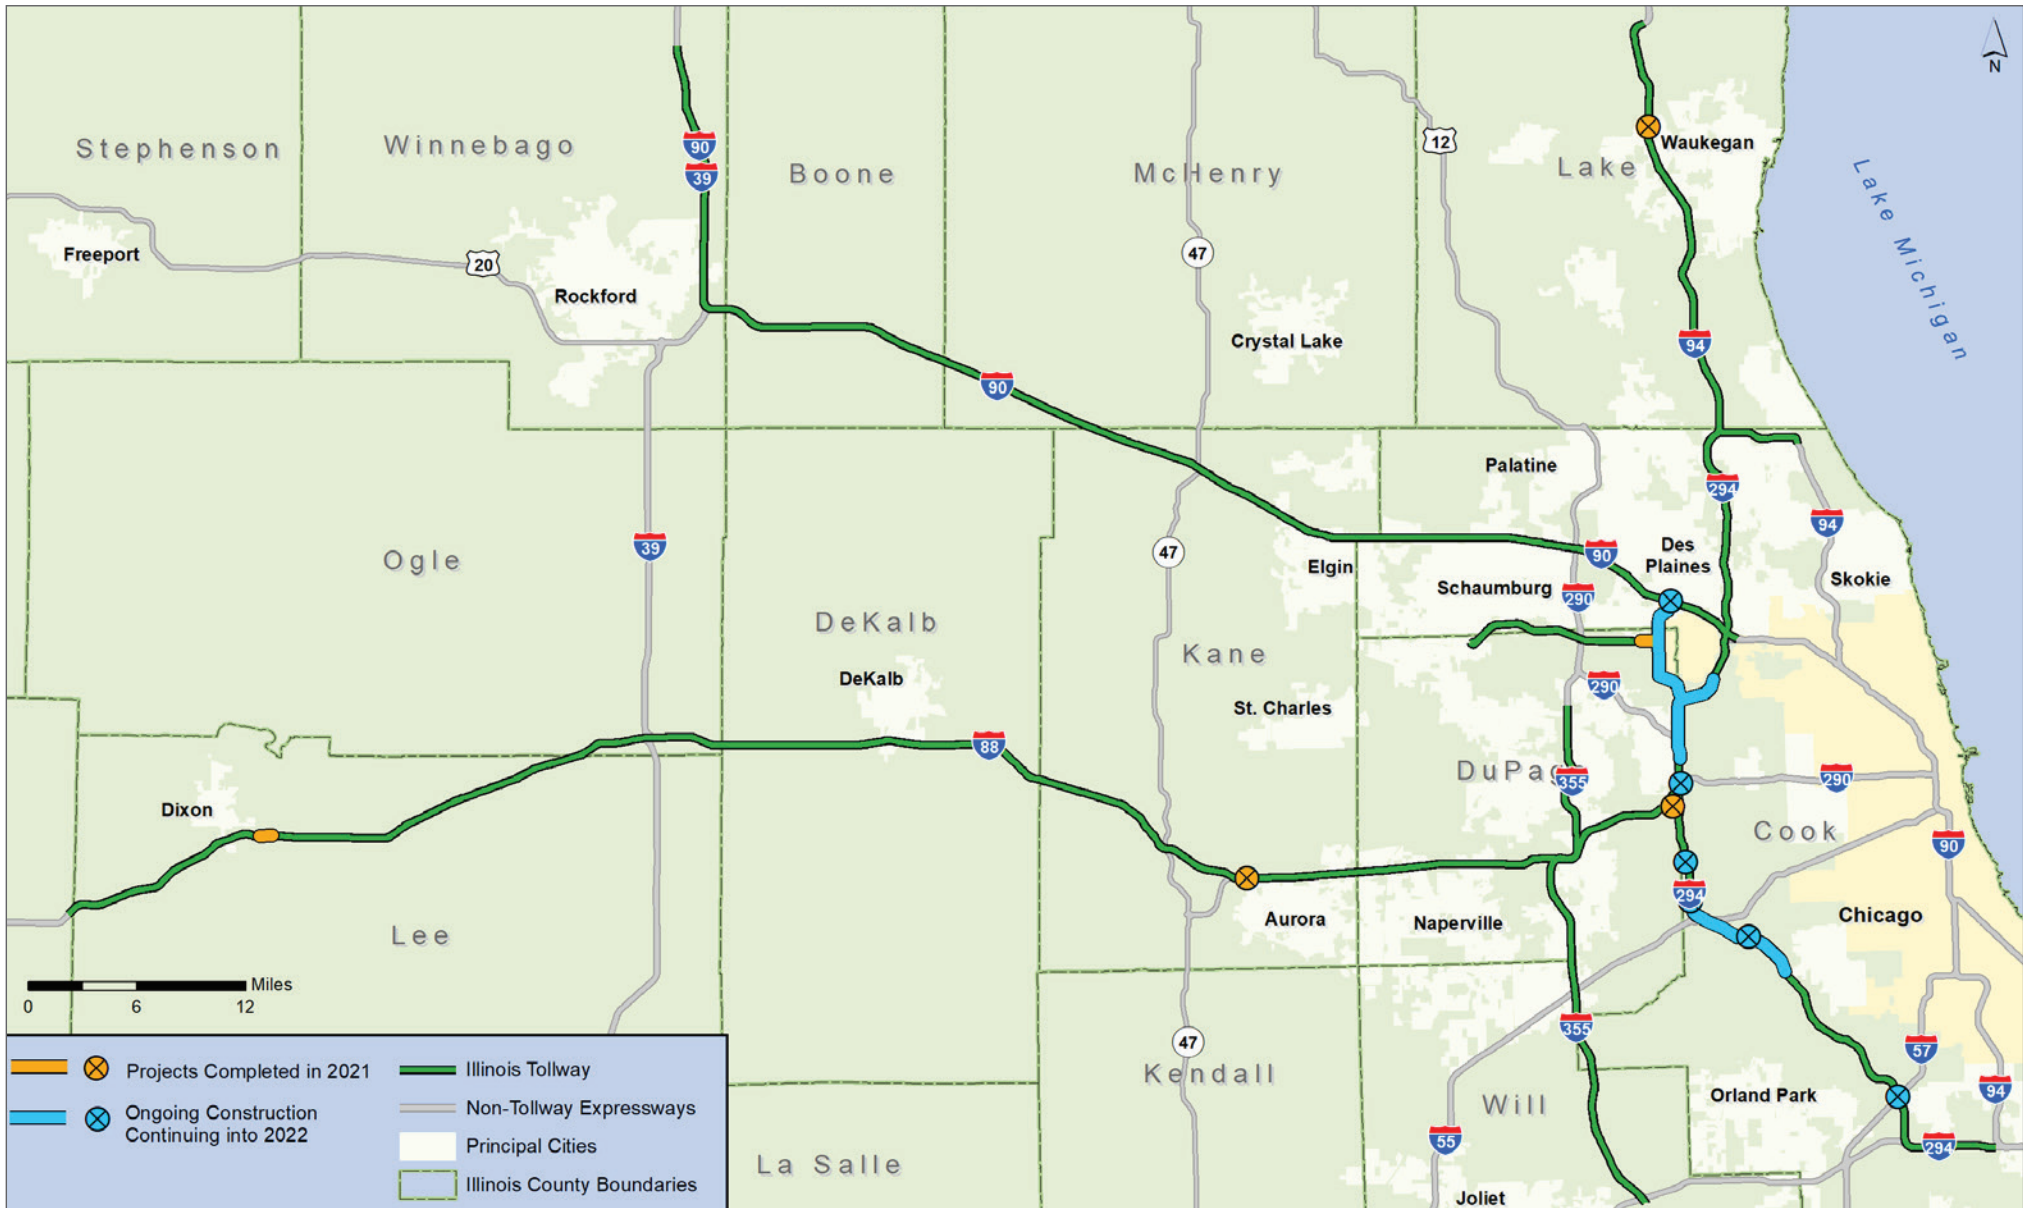 N
Stephenson
Winnebago
Boone
McHenry
Lake
Waukegan
Lake Michigan
90
39
12
47
Freeport
20
Rockford
Crystal Lake
94
90
Palatine
294
94
39
47
Ogle
Elgin
90
Des
Plaines
Schaumburg
290
Skokie
DeKalb
Kane
DeKalb
290
St. Charles
88
DuPage
355
290
Dixon
Cook
90
Lee
Aurora
Naperville
294
Chicago
Miles
0
6
12
355
47
Kendall
57
94
Will
Orland Park
55
294
La Salle
Joliet
Projects Completed in 2021
Ongoing Construction
Continuing into 2022
Illinois Tollway
Non-Tollway Expressways
Principal Cities
Illinois County Boundaries